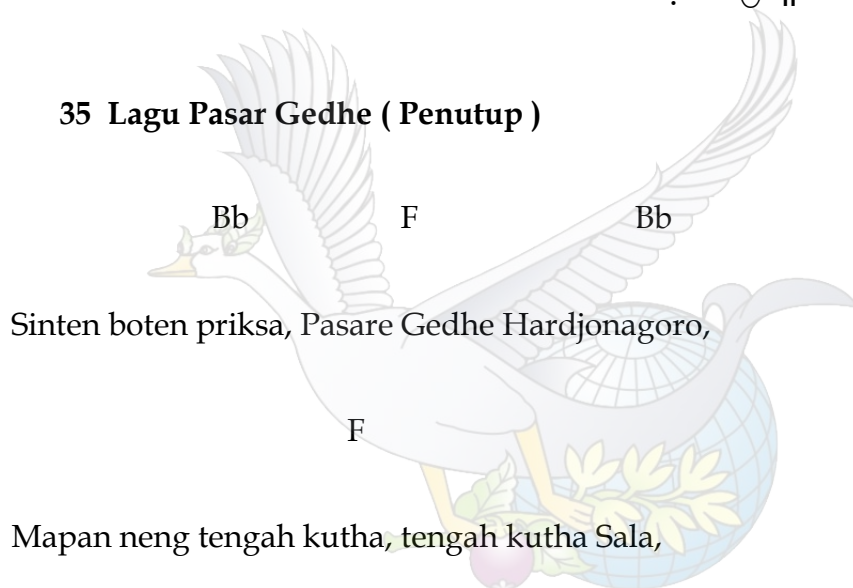 35 Lagu Pasar Gedhe ( Penutup )
Bb F Bb
Sinten boten priksa, Pasare Gedhe Hardjonagoro,
F
Mapan neng tengah kutha, tengah kutha Sala,